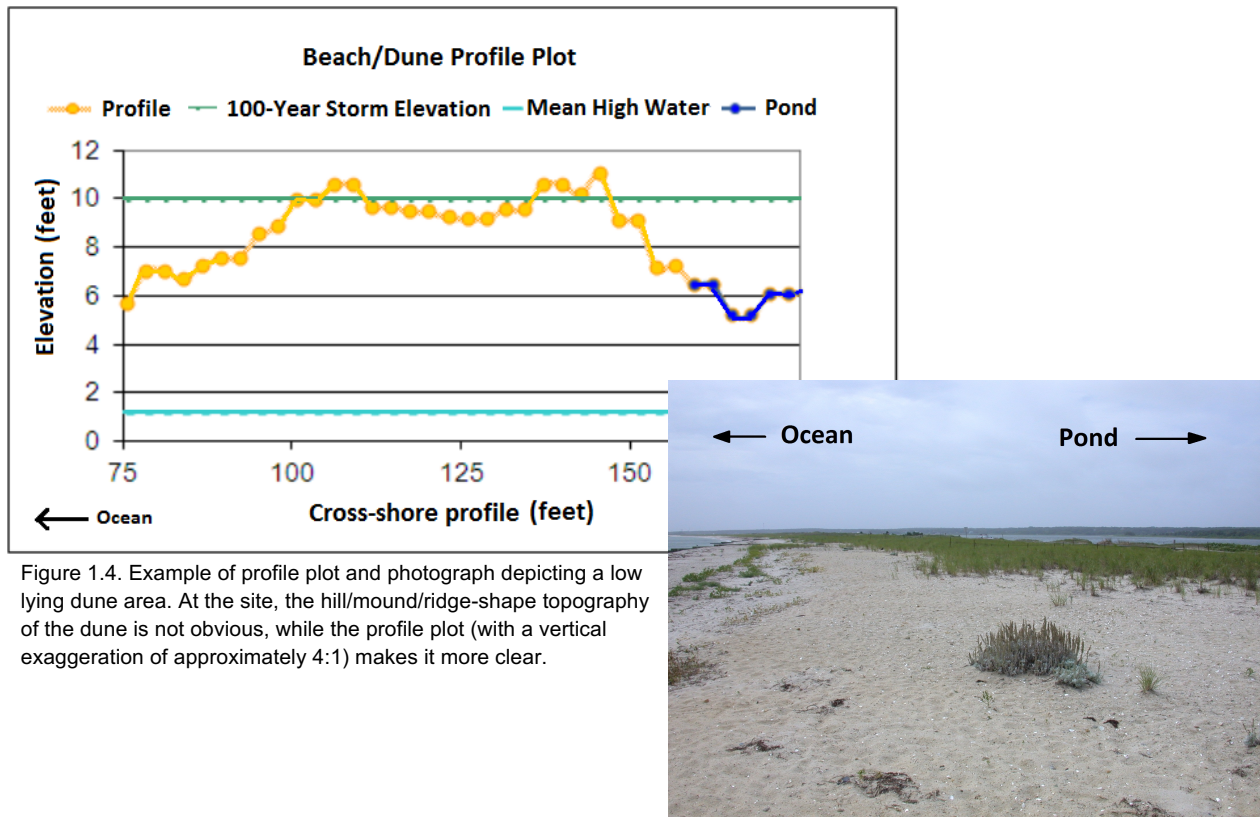 Beach/Dune Profile Plot
Profile 100-Year Storm Elevation Mean High Water Pond
12
10
8
6
4
2
0
Elevation (feet)
75 100 125 150
Cross-shore profile (feet)
Ocean
Ocean Pond
Figure 1.4. Example of profile plot and photograph depicting a low
lying dune area. At the site, the hill/mound/ridge-shape topography
of the dune is not obvious, while the profile plot (with a vertical
exaggeration of approximately 4:1) makes it more clear.